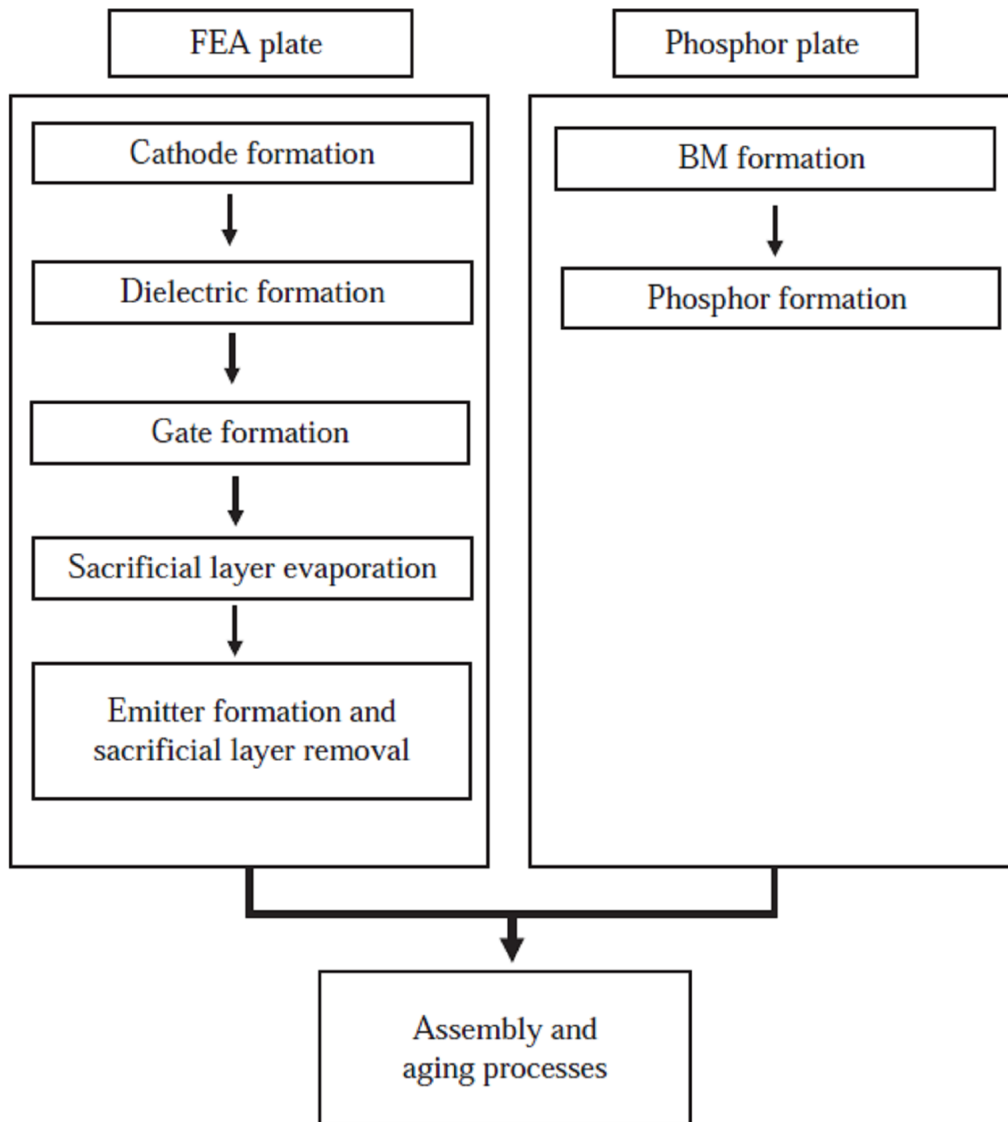 FEA plate
Cathode formation
Dielectric formation
Gate formation
Sacrificial layer evaporation
Emitter formation and
sacrificial layer removal
Phosphor plate
BM formation
Phosphor formation
Assembly and
aging processes